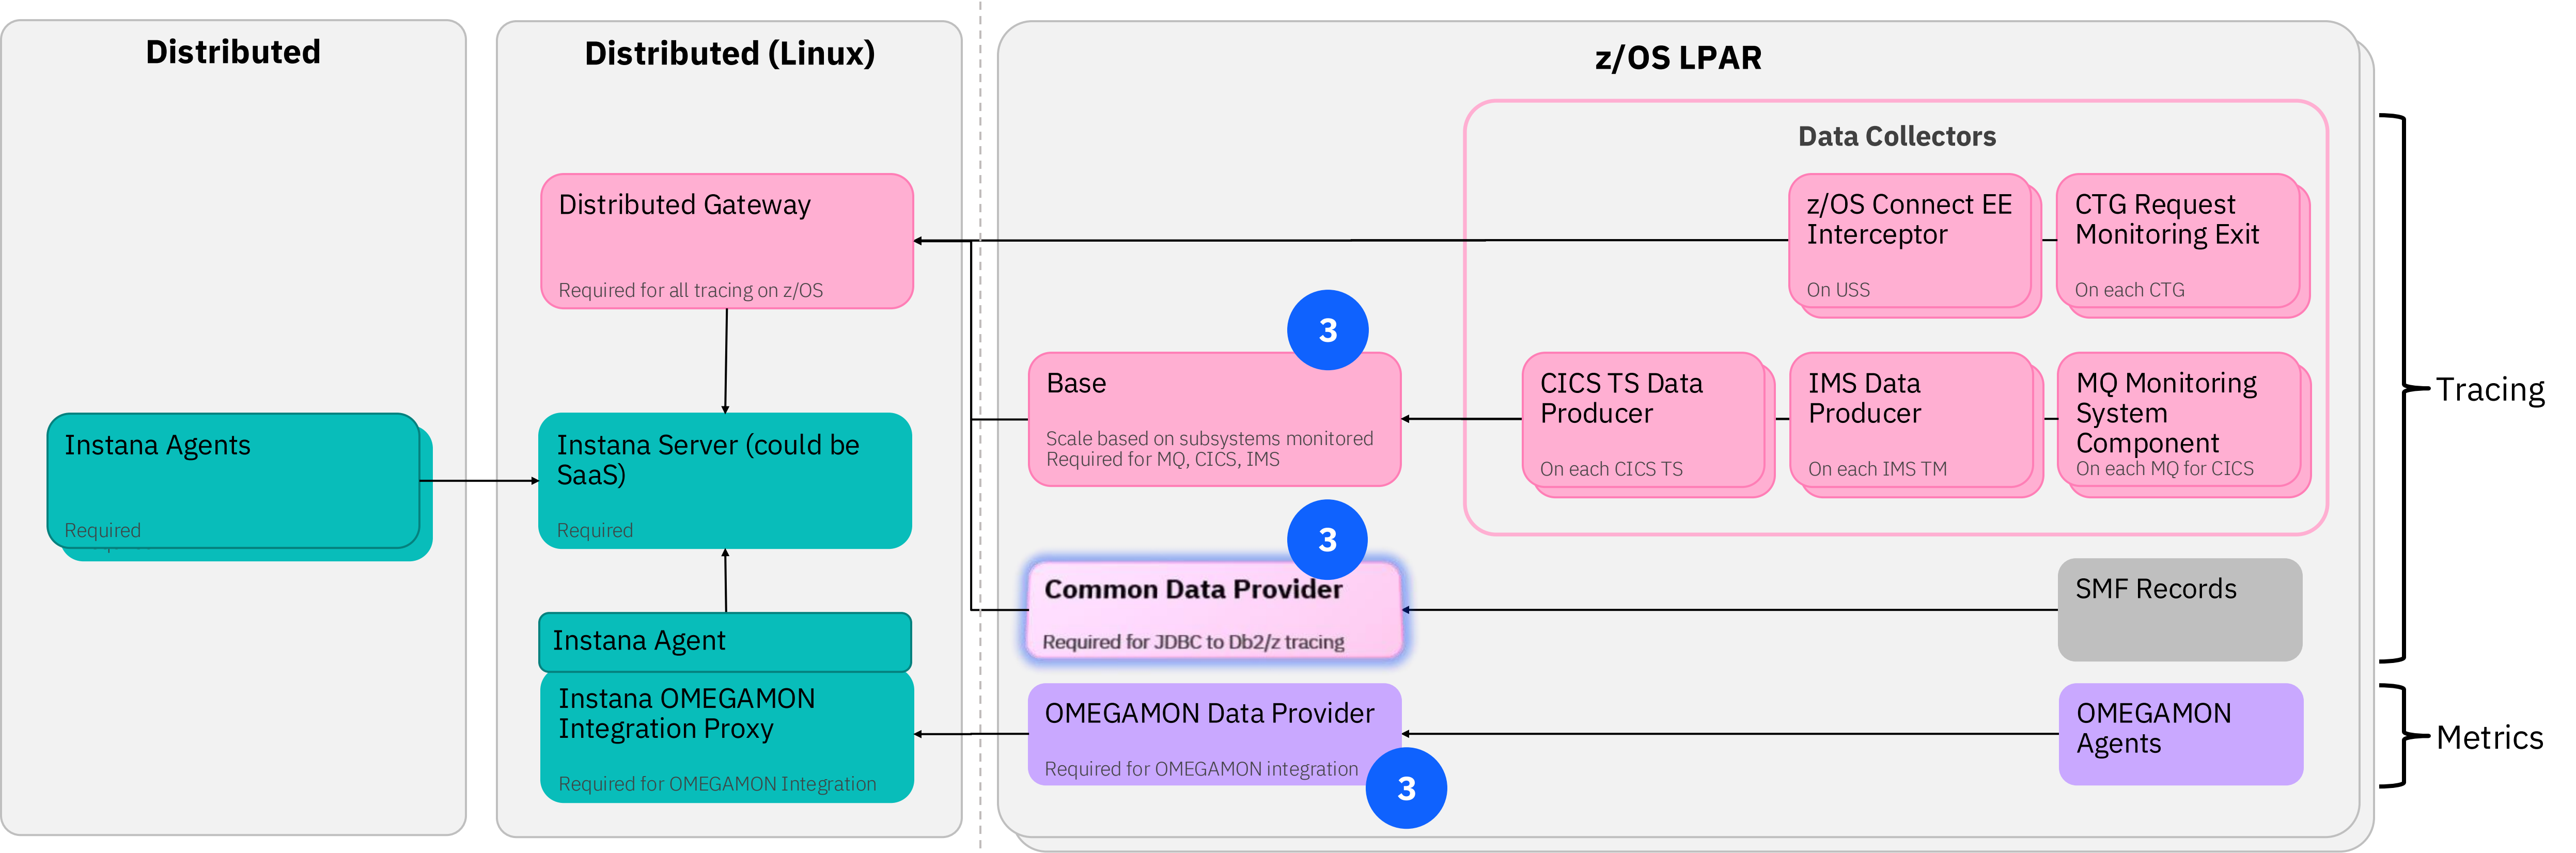 Distributed
Distributed (Linux)
z/OS LPAR
Data Collectors
Distributed Gateway
Required for all tracing on z/OS
z/OS Connect EE
Interceptor
On USS
CTG Request
Monitoring Exit
On each CTG
3
Base
Scale based on subsystems monitored
Required for MQ, CICS, IMS
CICS TS Data
Producer
On each CICS TS
IMS Data
Producer
On each IMS TM
MQ Monitoring
System
Component
On each MQ for CICS
Tracing
Instana Agents
Required
Instana Server (could be
SaaS)
Required
3
Common Data Provider
Required for JDBC to Db2/z tracing
SMF Records
Instana Agent
Instana OMEGAMON
Integration Proxy
Required for OMEGAMON Integration
OMEGAMON Data Provider
Required for OMEGAMON integration
3
OMEGAMON
Agents
Metrics